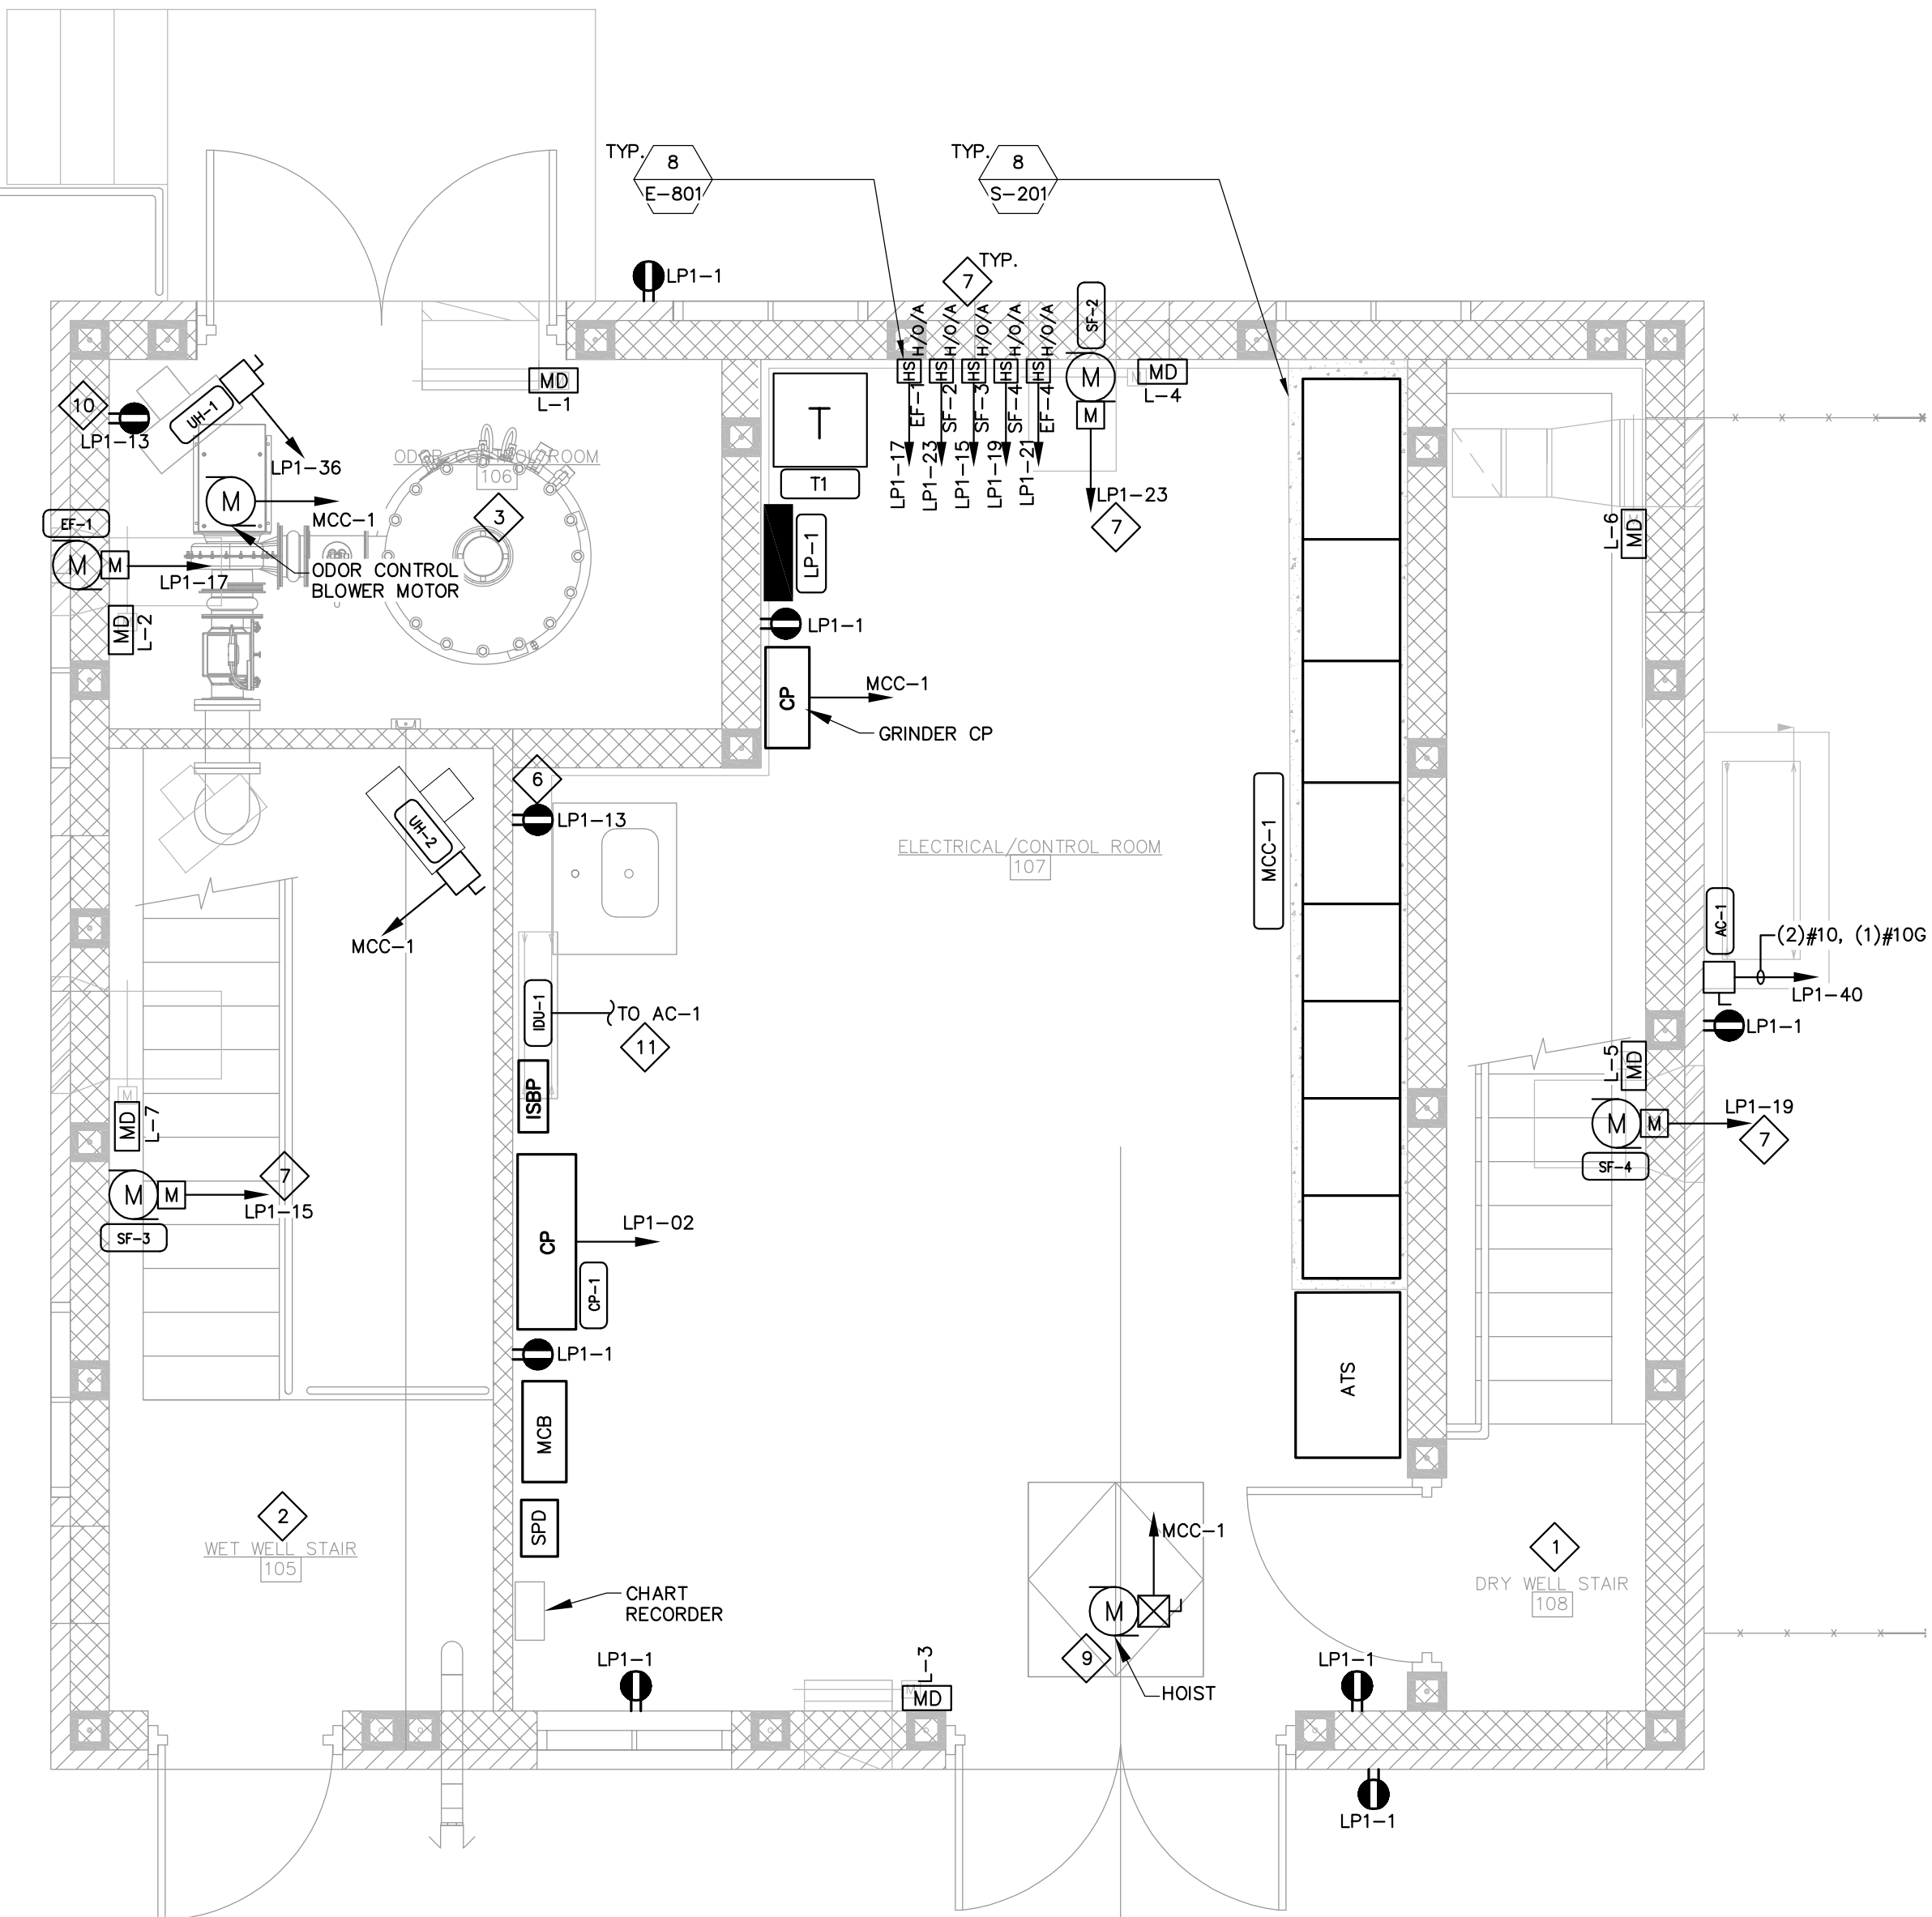 TYP.
8
E-801
TYP.
8
S-201
LP1-1
7
TYP.
SF-2
H/O/A
H/O/A
H/O/A
H/O/A
H/O/A
HS
HS
HS
HS
HS
EF-1
SF-2
SF-3
SF-4
EF-4
LP1-17
LP1-23
LP1-15
LP1-19
LP1-21
M
M
M
MD
L-4
LP1-23
7
10
LP1-13
UH-1
LP1-36
MD
L-1
T
T1
ODOR CONTROL ROOM
106
3
M
MCC-1
EF-1
M
M
LP1-17
ODOR CONTROL
BLOWER MOTOR
MD
L-2
LP-1
LP1-1
CP
MCC-1
GRINDER CP
L-6
MD
6
LP1-13
UH-2
MCC-1
ELECTRICAL/CONTROL ROOM
107
MCC-1
AC-1
(2)#10, (1)#10G
LP1-40
LP1-1
IDU-1
TO AC-1
11
ISBP
L-5
MD
M
M
LP1-19
7
SF-4
M
MD
L-7
7
M
M
LP1-15
SF-3
CP
LP1-02
CP-1
LP1-1
MCB
ATS
SPD
2
WET WELL STAIR
105
CHART
RECORDER
MCC-1
M
9
HOIST
1
DRY WELL STAIR
108
LP1-1
L-3
M
MD
LP1-1
LP1-1